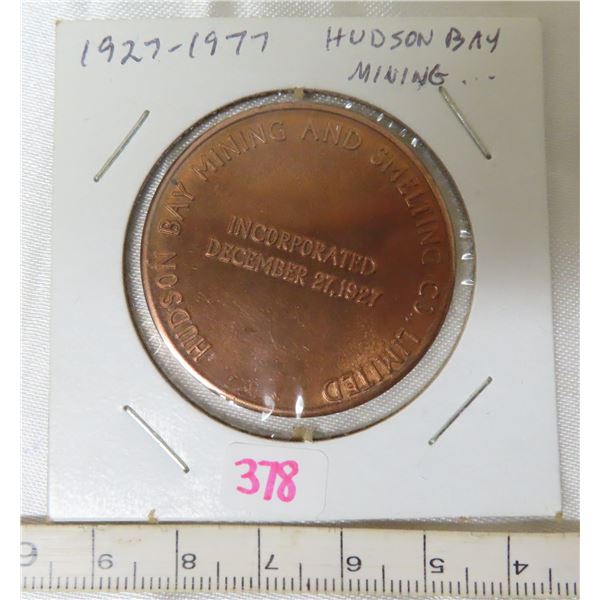 1927-1977 HUDSON BAY
MINING...
HUDSON BAY MINING AND SMELTING CO., LIMITED
INCORPORATED
DECEMBER 27, 1927
378
9 8 7 6 5 4